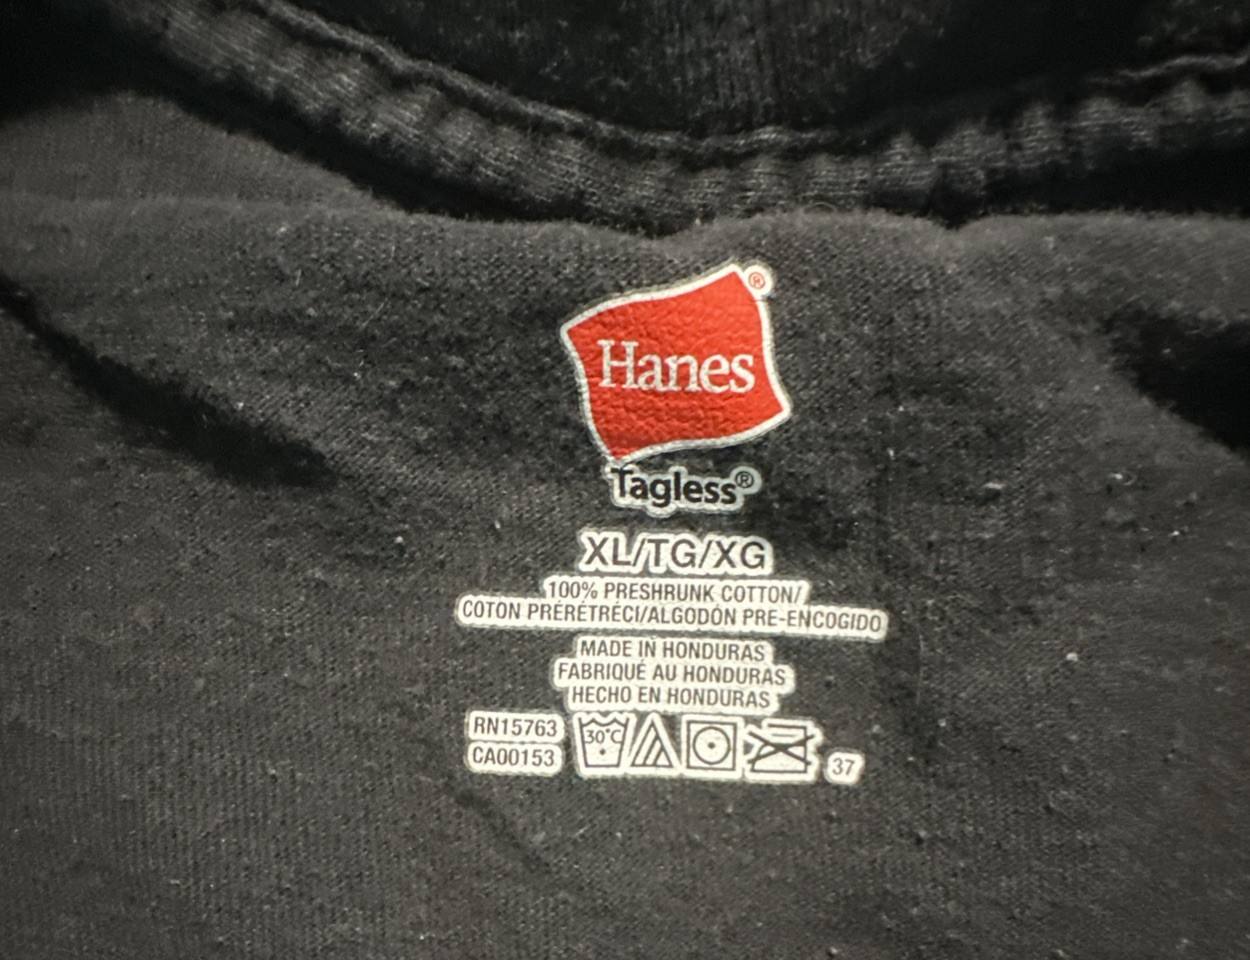 Hanes®
Tagless®
XL/TG/XG
100% PRESHRUNK COTTON/
COTON PRÉRÉTRÉCI/ALGODÓN PRE-ENCOGIDO
MADE IN HONDURAS
FABRIQUÉ AU HONDURAS
HECHO EN HONDURAS
RN15763
CA00153
30°C
37